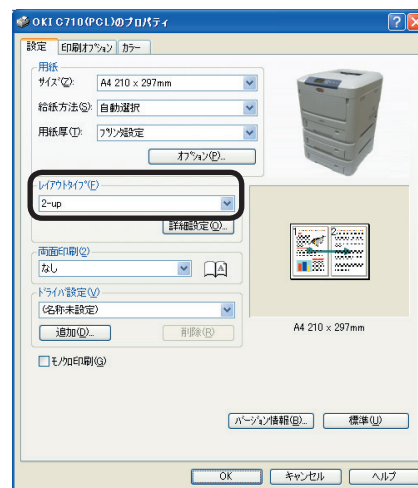 OKI C710(PCL)のプロパティ
設定 印刷オプション カラー
用紙
サイズ(Z): A4 210 x 297mm
給紙方法(S): 自動選択
用紙厚(T): プリンタ設定
オプション(P)...
レイアウトタイプ(F)
2-up
詳細設定(O)...
両面印刷(2)
なし
A
1 2
ドライバ設定(V)
(名称未設定)
追加(D)... 削除(R)
A4 210 x 297mm
モノクロ印刷(G)
バージョン情報(B)... 標準(U)
OK キャンセル ヘルプ